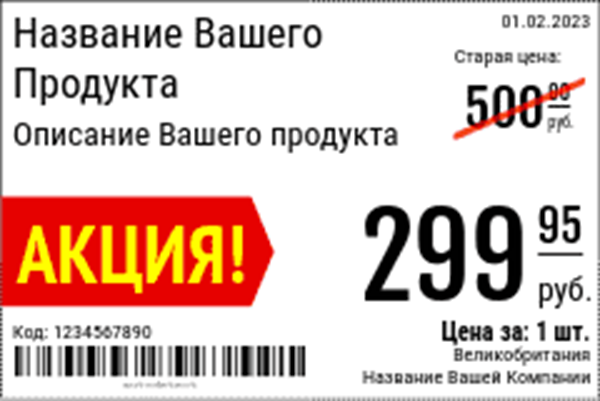 Название Вашего
Продукта
Описание Вашего продукта
01.02.2023
Старая цена:
500 00
руб.
АКЦИЯ!
299 95
руб.
Код: 1234567890
Цена за: 1 шт.
Великобритания
Название Вашей Компании